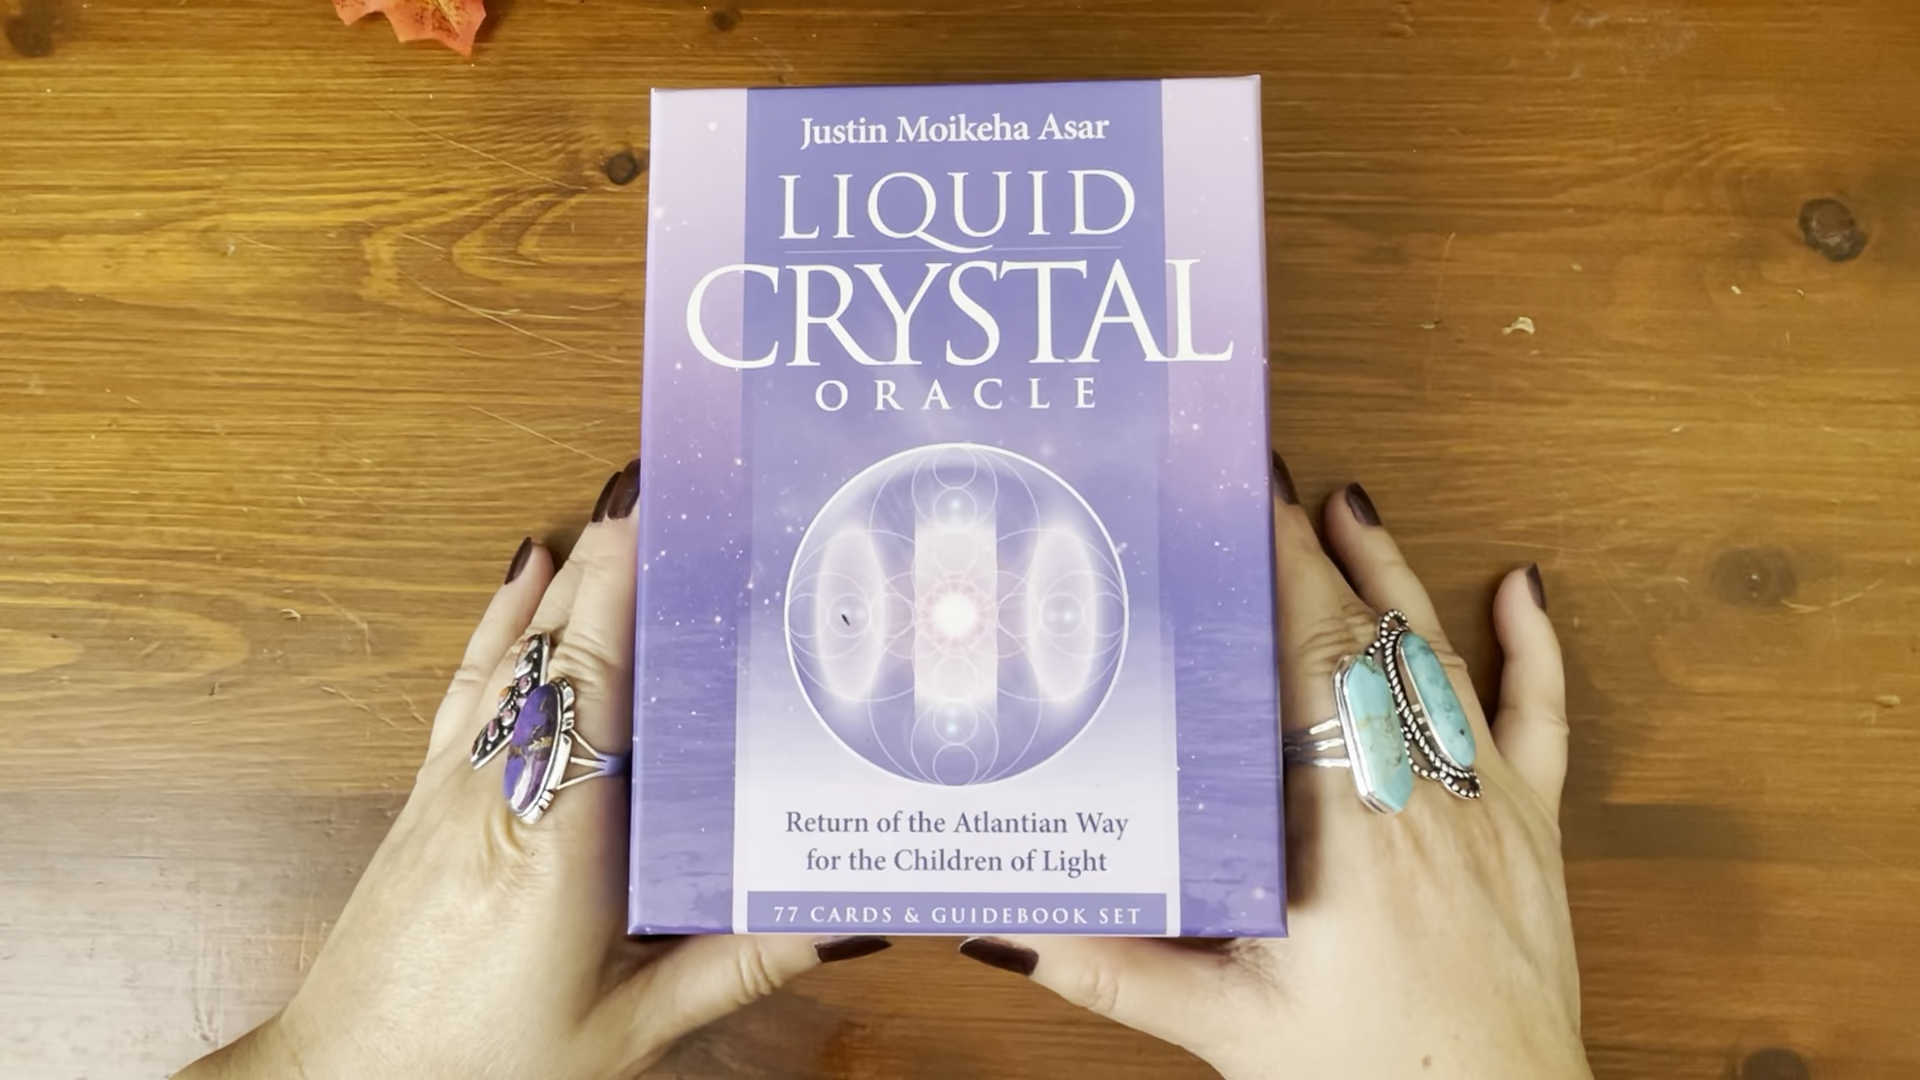 Justin Moikeha Asar
LIQUID
CRYSTAL
ORACLE
Return of the Atlantian Way
for the Children of Light
77 CARDS & GUIDEBOOK SET